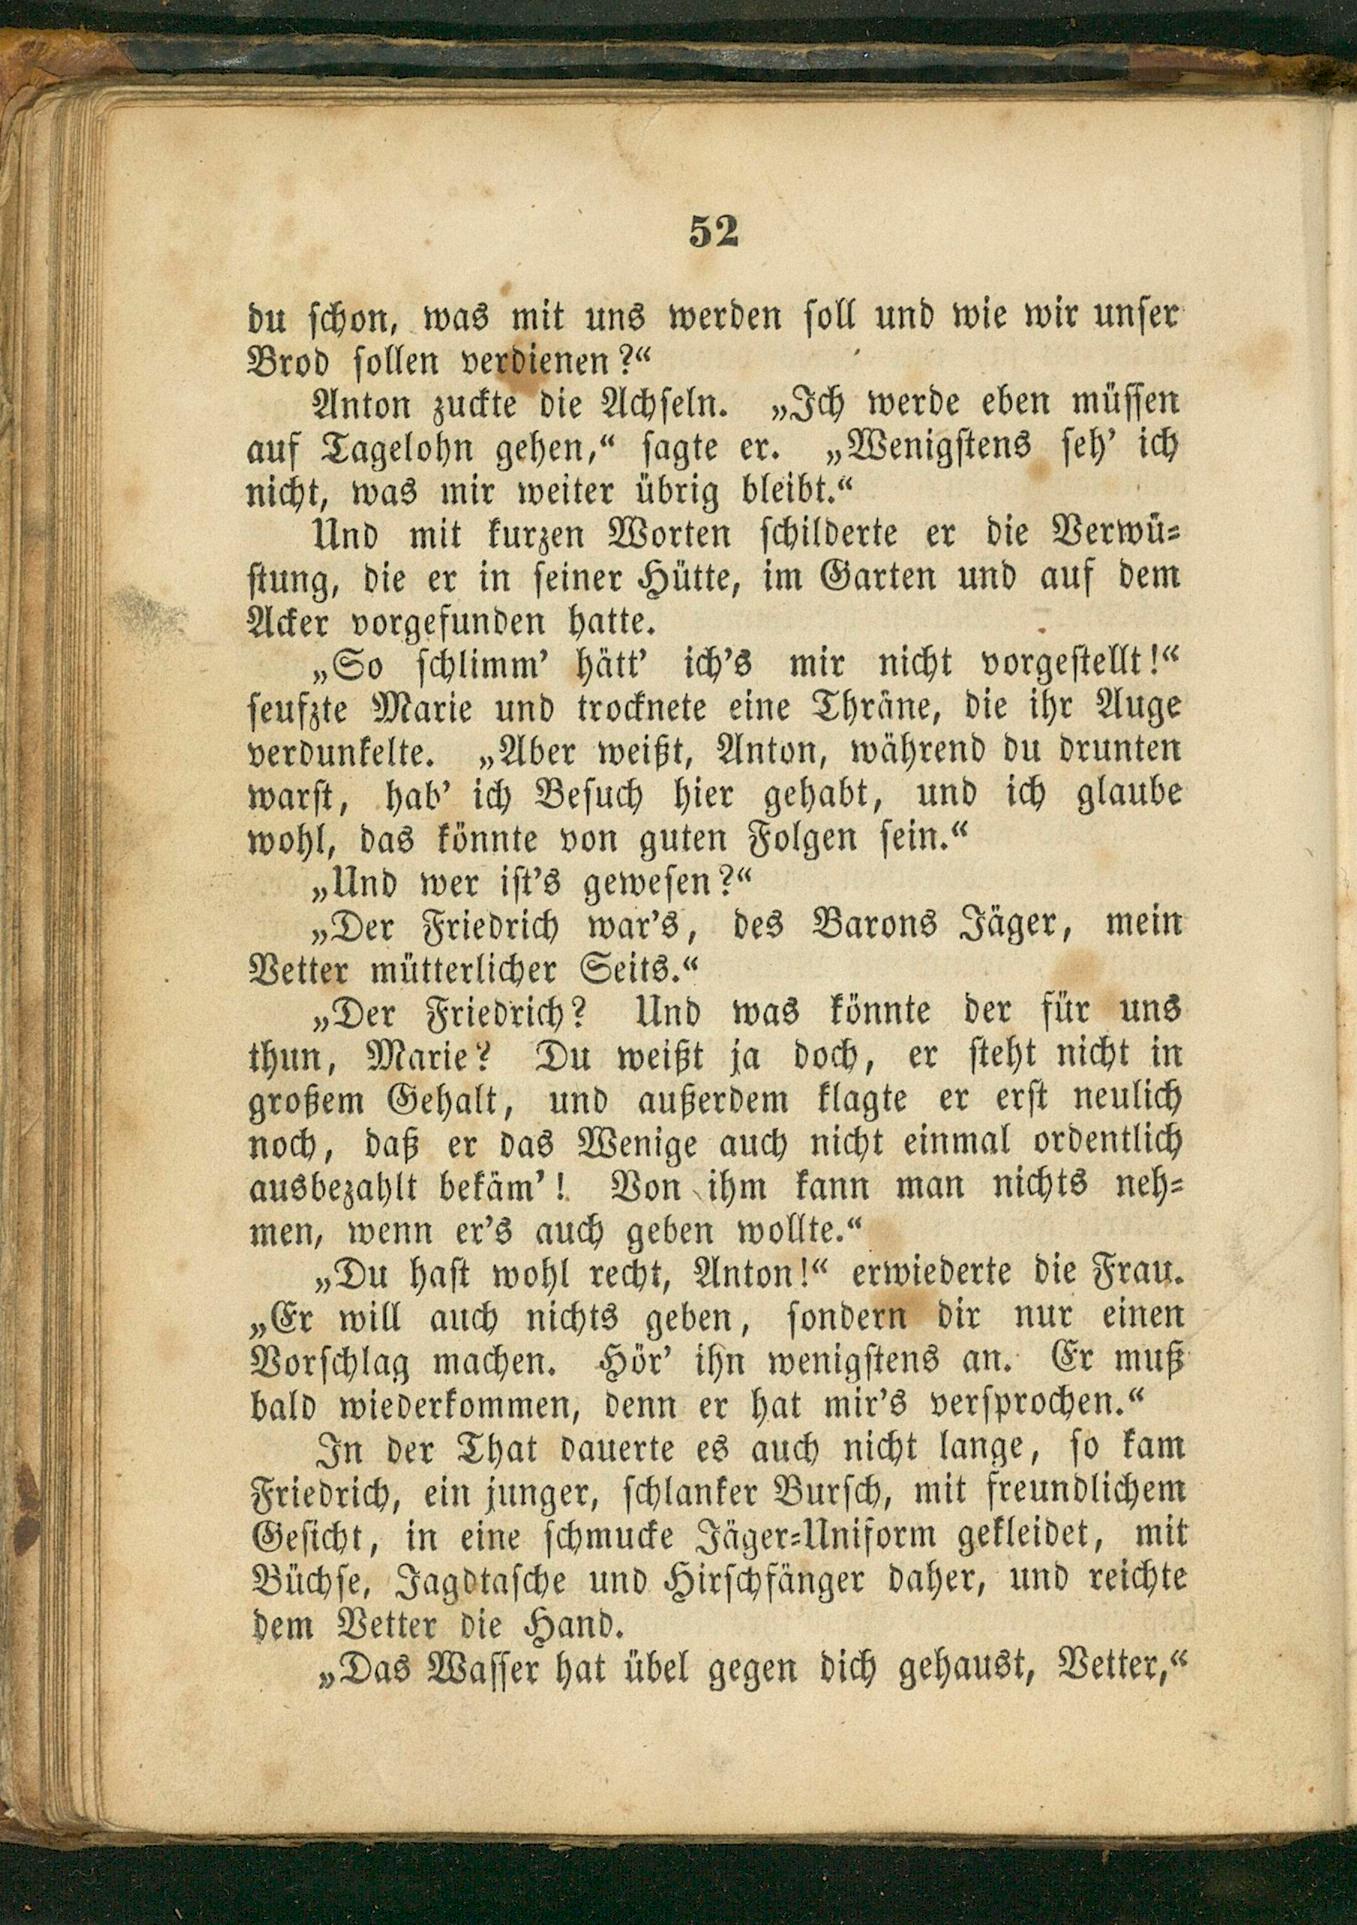 52
du schon, was mit uns werden soll und wie wir unser
Brod sollen verdienen?“
Anton zuckte die Achseln. „Ich werde eben müssen
auf Tagelohn gehen,“ sagte er. „Wenigstens seh’ ich
nicht, was mir weiter übrig bleibt.“
Und mit kurzen Worten schilderte er die Verwü-
stung, die er in seiner Hütte, im Garten und auf dem
Acker vorgefunden hatte.
„So schlimm’ hätt’ ich’s mir nicht vorgestellt!“
seufzte Marie und trocknete eine Thräne, die ihr Auge
verdunkelte. „Aber weißt, Anton, während du drunten
warst, hab’ ich Besuch hier gehabt, und ich glaube
wohl, das könnte von guten Folgen sein.“
„Und wer ist’s gewesen?“
„Der Friedrich war’s, des Barons Jäger, mein
Vetter mütterlicher Seits.“
„Der Friedrich? Und was könnte der für uns
thun, Marie? Du weißt ja doch, er steht nicht in
großem Gehalt, und außerdem klagte er erst neulich
noch, daß er das Wenige auch nicht einmal ordentlich
ausbezahlt bekäm’! Von ihm kann man nichts neh-
men, wenn er’s auch geben wollte.“
„Du hast wohl recht, Anton!“ erwiederte die Frau.
„Er will auch nichts geben, sondern dir nur einen
Vorschlag machen. Hör’ ihn wenigstens an. Er muß
bald wiederkommen, denn er hat mir’s versprochen.“
In der That dauerte es auch nicht lange, so kam
Friedrich, ein junger, schlanker Bursch, mit freundlichem
Gesicht, in eine schmucke Jäger-Uniform gekleidet, mit
Büchse, Jagdtasche und Hirschfänger daher, und reichte
dem Vetter die Hand.
„Das Wasser hat übel gegen dich gehaust, Vetter,“